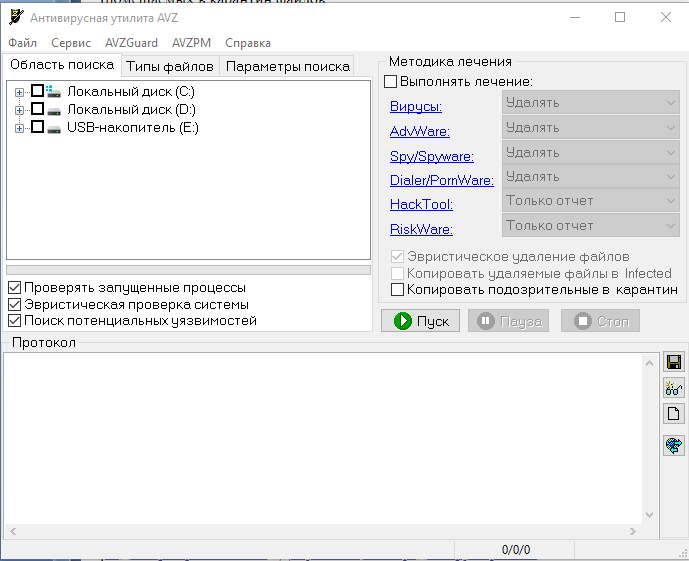 Антивирусная утилита AVZ
Файл Сервис AVZGuard AVZPM Справка
Область поиска Типы файлов Параметры поиска
Локальный диск (C:)
Локальный диск (D:)
USB-накопитель (E:)
Проверять запущенные процессы
Эвристическая проверка системы
Поиск потенциальных уязвимостей
Методика лечения
Выполнять лечение:
Вирусы: Удалять
AdvWare: Удалять
Spy/Spyware: Удалять
Dialer/PornWare: Удалять
HackTool: Только отчет
RiskWare: Только отчет
Эвристическое удаление файлов
Копировать удаляемые файлы в Infected
Копировать подозрительные в карантин
Пуск Пауза Стоп
Протокол
0/0/0